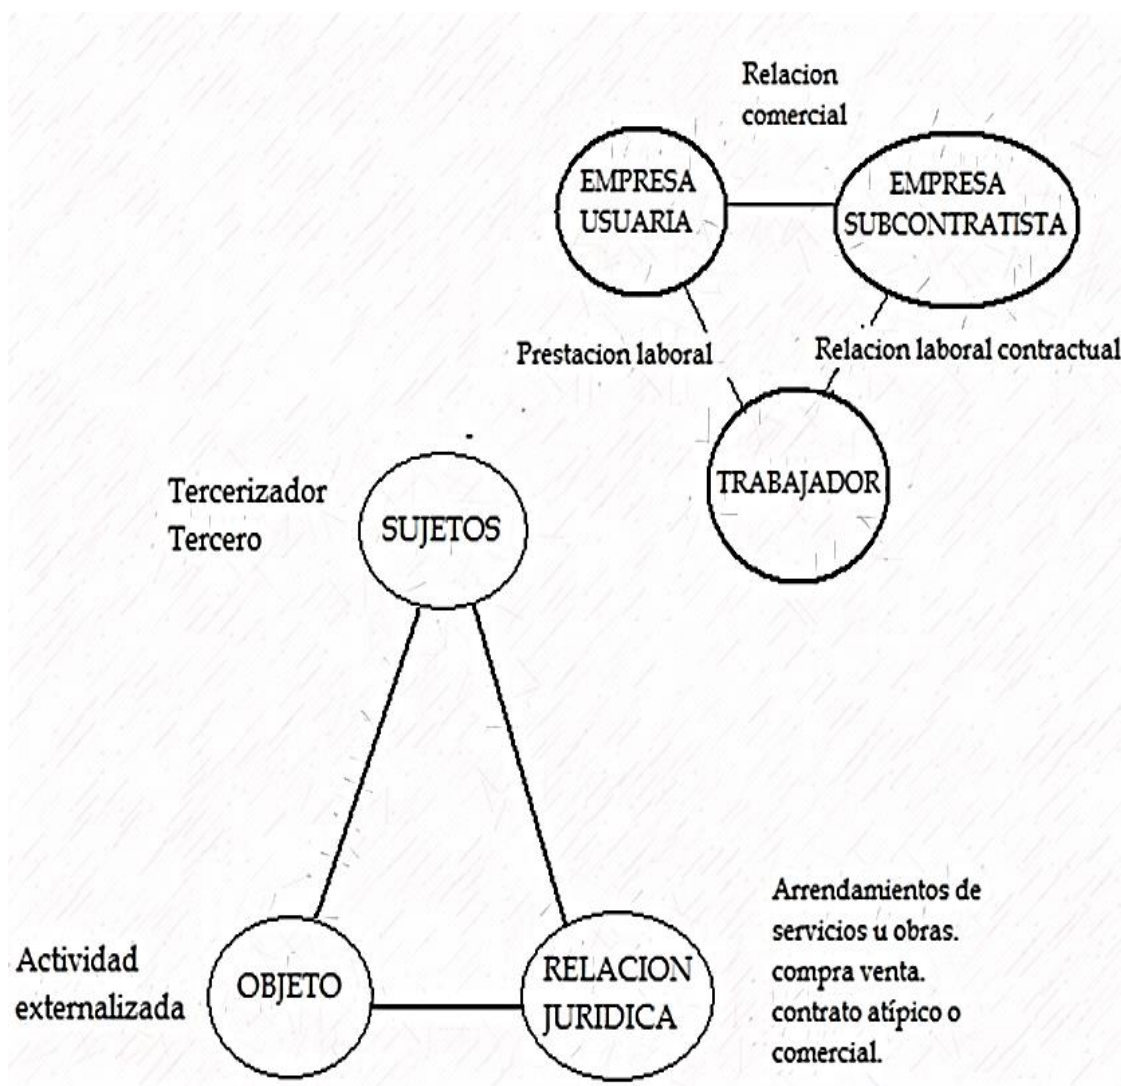 Relacion
comercial
EMPRESA
USUARIA
EMPRESA
SUBCONTRATISTA
Prestacion laboral
Relacion laboral contractual
TRABAJADOR
Tercerizador
Tercero
SUJETOS
Actividad
externalizada
OBJETO
RELACION
JURIDICA
Arrendamientos de
servicios u obras.
compra venta.
contrato atípico o
comercial.